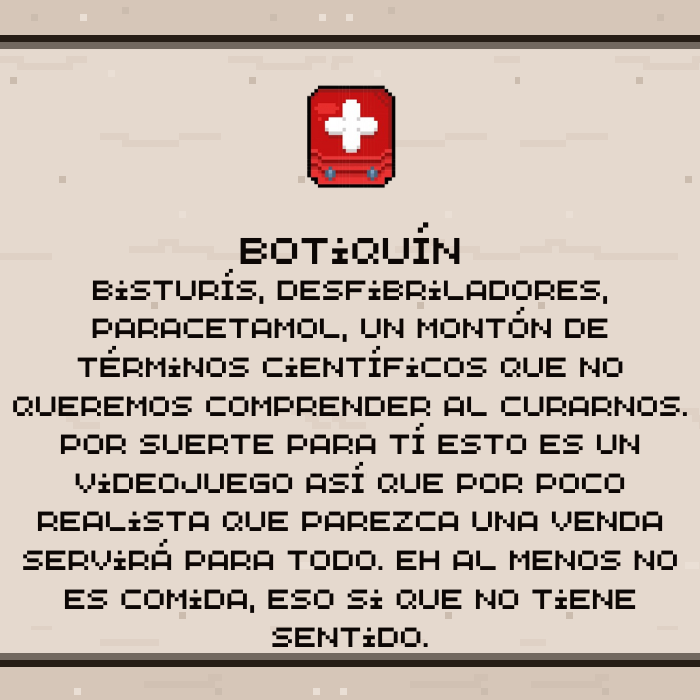 BOTiQUÍN
BiSTURÍS, DESFiBRiLADORES,
PARACETAMOL, UN MONTÓN DE
TÉRMiNOS CiENTÍFiCOS QUE NO
QUEREMOS COMPRENDER AL CURARNOS.
POR SUERTE PARA TÍ ESTO ES UN
ViDEOJUEGO ASÍ QUE POR POCO
REALiSTA QUE PAREZCA UNA VENDA
SERViRÁ PARA TODO. EH AL MENOS NO
ES COMiDA, ESO Si QUE NO TiENE
SENTiDO.